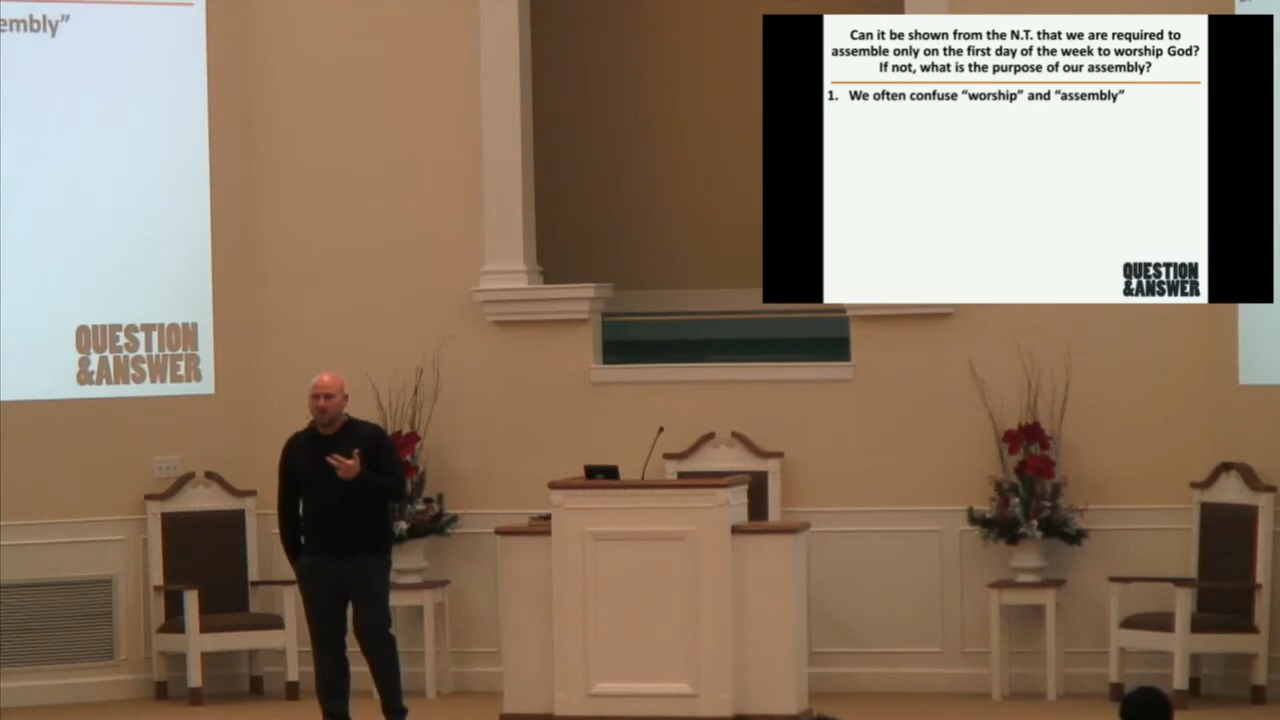 embly”
QUESTION
&ANSWER
Can it be shown from the N.T. that we are required to
assemble only on the first day of the week to worship God?
If not, what is the purpose of our assembly?
1. We often confuse “worship” and “assembly”
QUESTION
&ANSWER